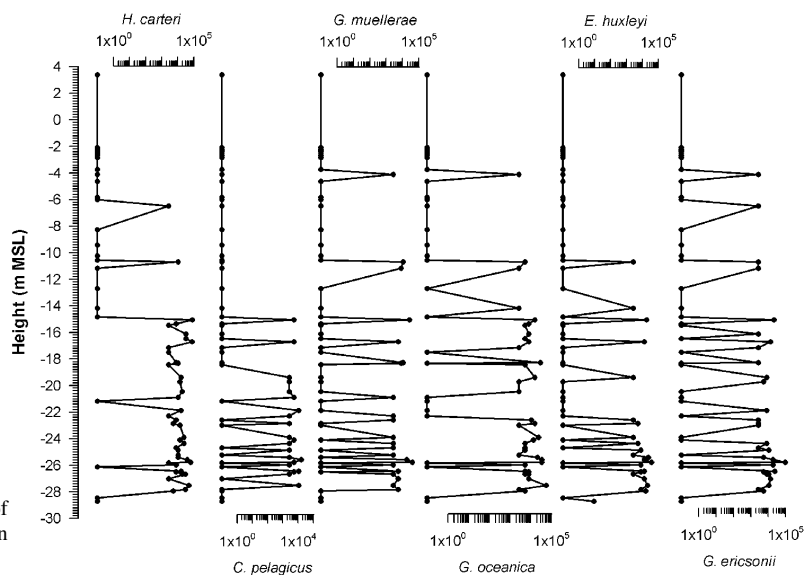 H. carteri
G. muellerae
E. huxleyi
1x10⁰ 1x10⁵
1x10⁰ 1x10⁵
1x10⁰ 1x10⁵
4
2
0
-2
-4
-6
-8
-10
-12
-14
-16
-18
-20
-22
-24
-26
-28
-30
Height (m MSL)
of
n
1x10⁰ 1x10⁴
1x10⁰ 1x10⁵
1x10⁰ 1x10⁵
C. pelagicus
G. oceanica
G. ericsonii